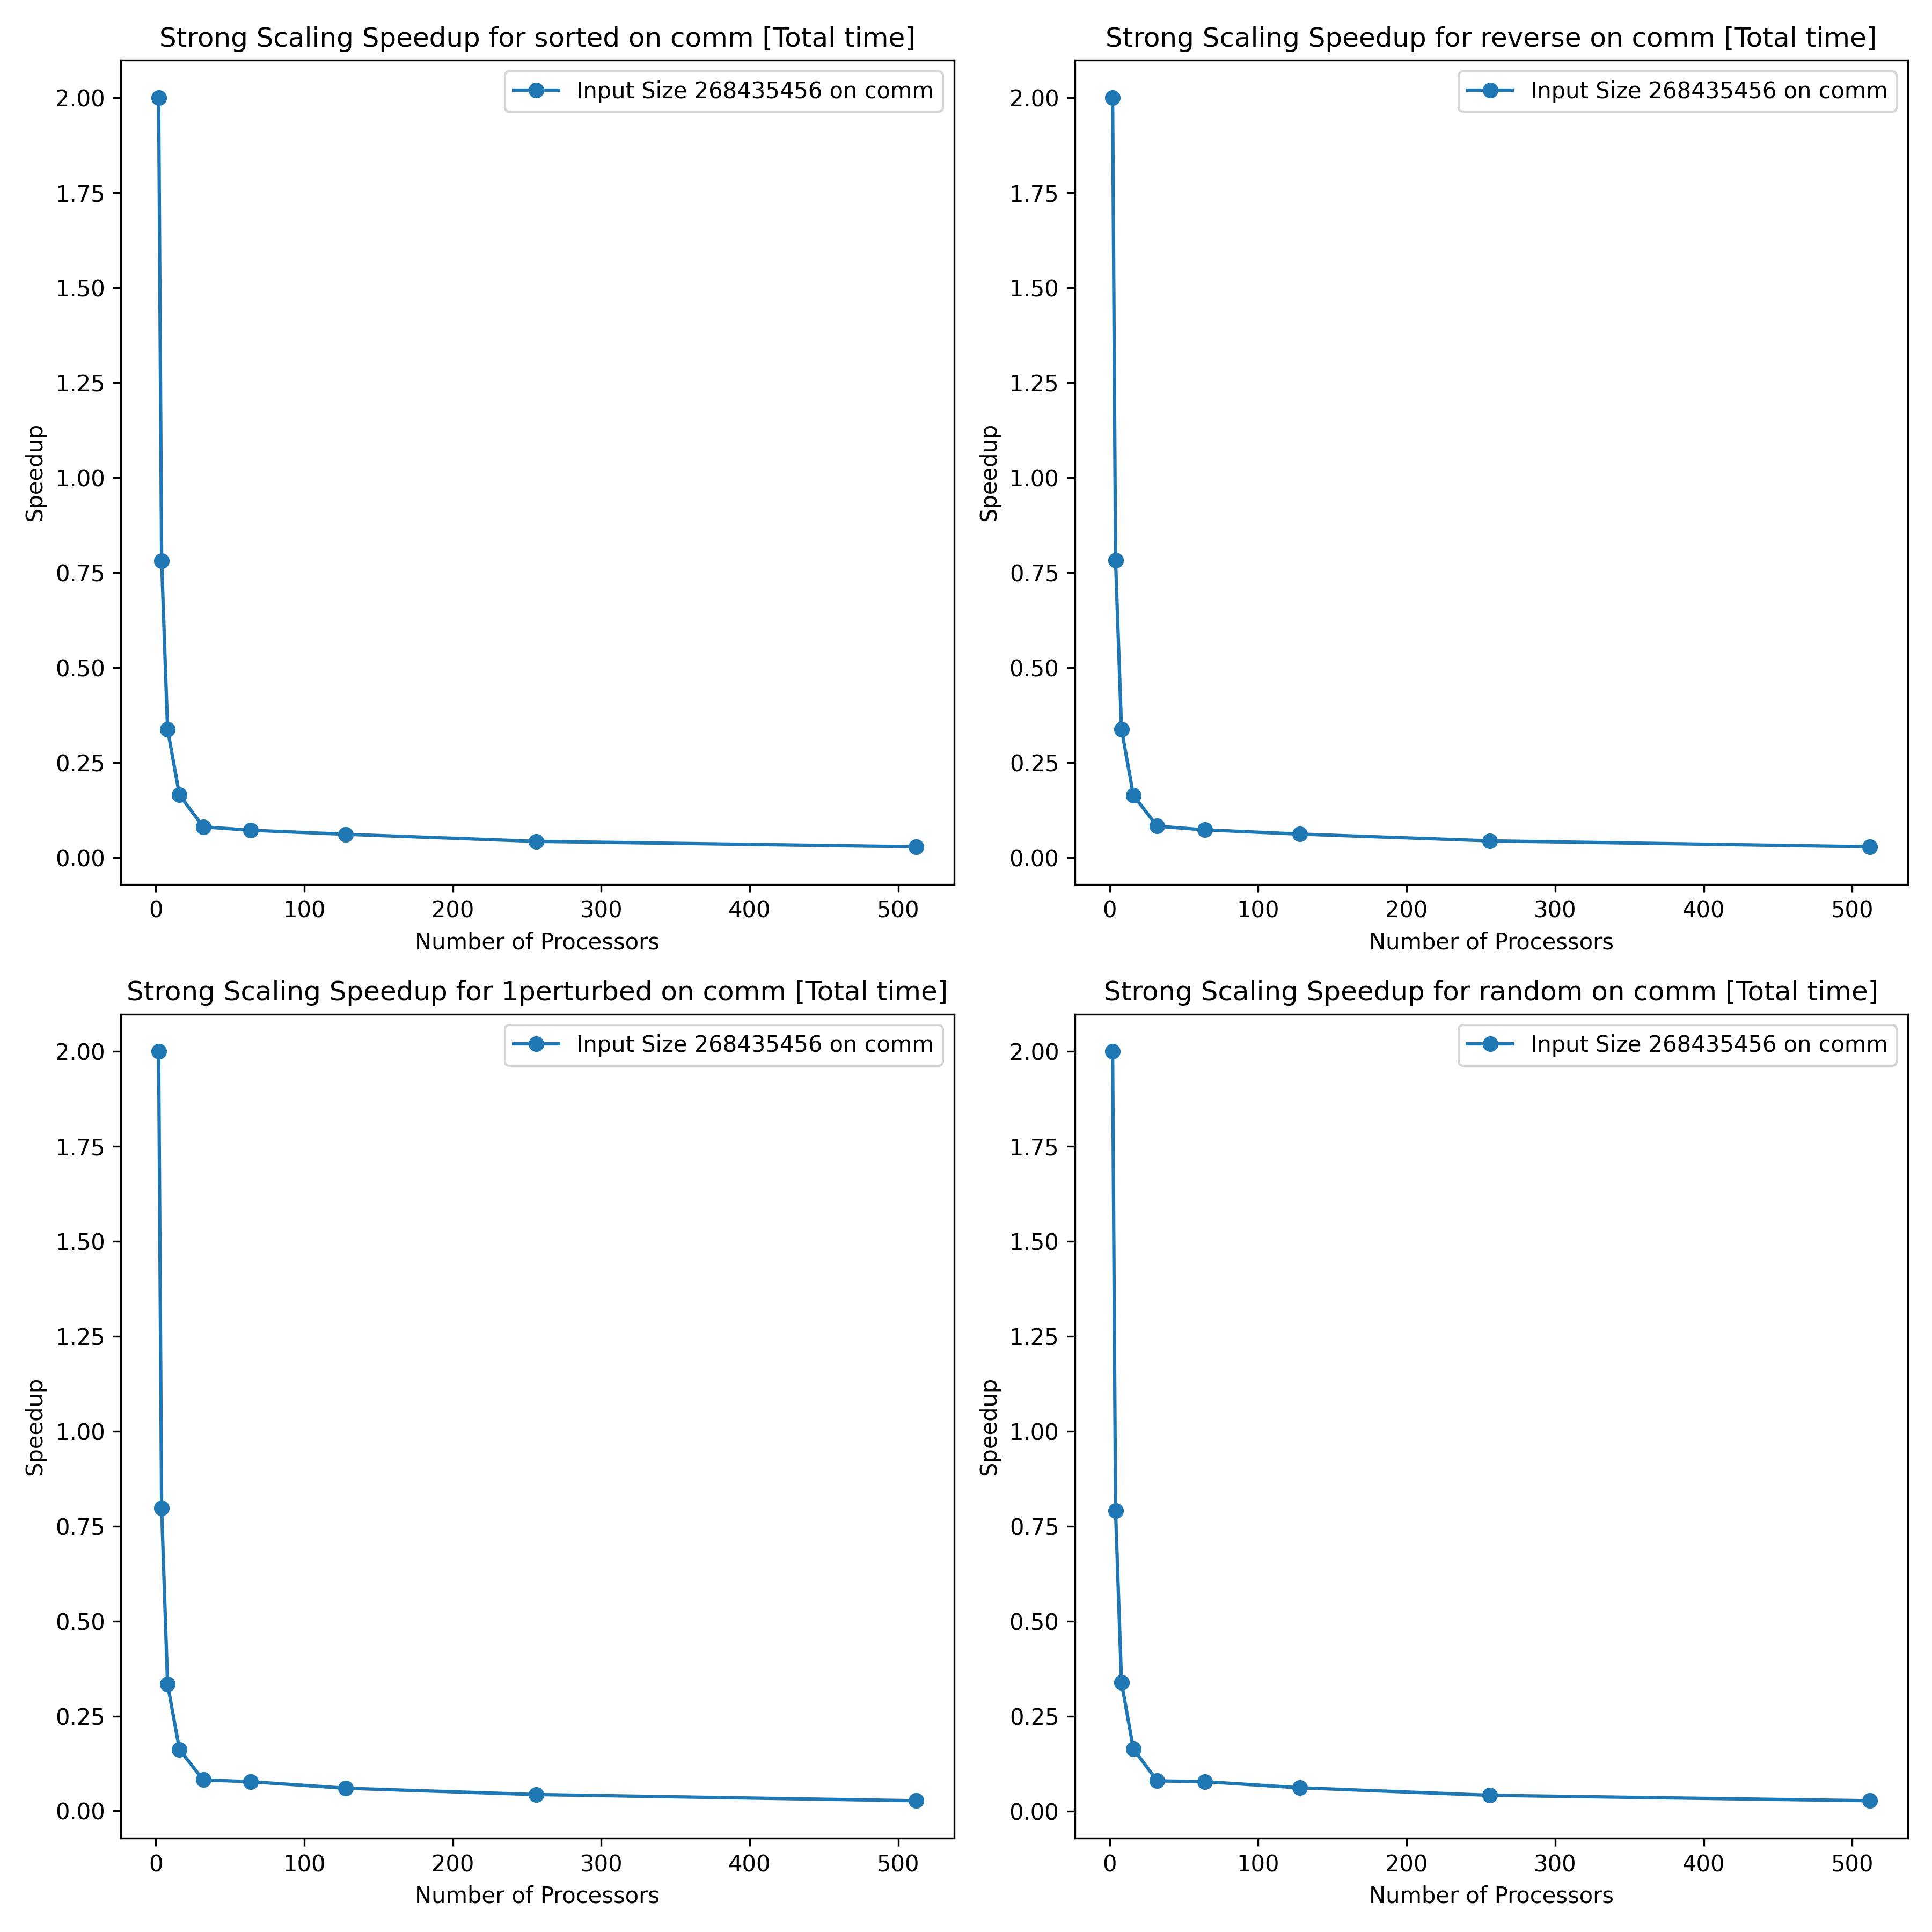 Strong Scaling Speedup for sorted on comm [Total time]
Input Size 268435456 on comm
2.00
1.75
1.50
1.25
1.00
0.75
0.50
0.25
0.00
Speedup
0 100 200 300 400 500
Number of Processors
Strong Scaling Speedup for reverse on comm [Total time]
Input Size 268435456 on comm
2.00
1.75
1.50
1.25
1.00
0.75
0.50
0.25
0.00
Speedup
0 100 200 300 400 500
Number of Processors
Strong Scaling Speedup for 1perturbed on comm [Total time]
Input Size 268435456 on comm
2.00
1.75
1.50
1.25
1.00
0.75
0.50
0.25
0.00
Speedup
0 100 200 300 400 500
Number of Processors
Strong Scaling Speedup for random on comm [Total time]
Input Size 268435456 on comm
2.00
1.75
1.50
1.25
1.00
0.75
0.50
0.25
0.00
Speedup
0 100 200 300 400 500
Number of Processors